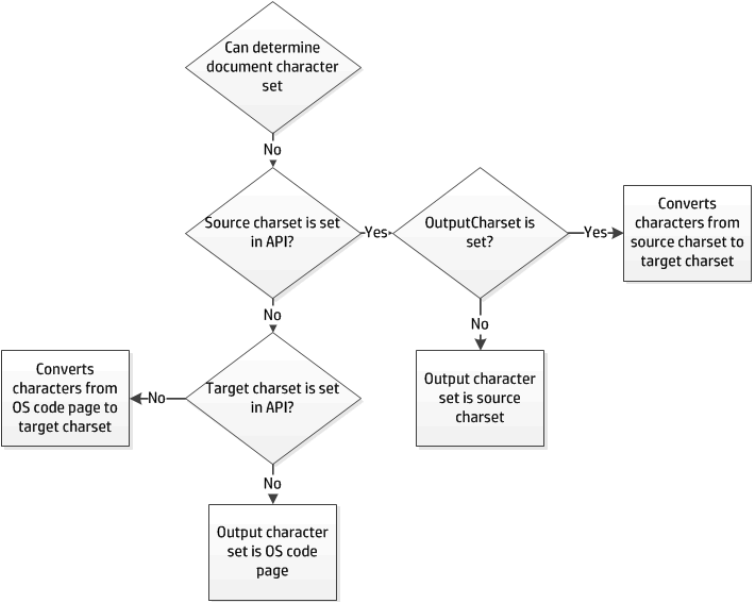 Can determine
document character
set
No
Source charset is set
in API?
Yes
OutputCharset is
set?
Yes
Converts
characters from
source charset to
target charset
No
No
Converts
characters from
OS code page to
target charset
No
Target charset is set
in API?
Output character
set is source
charset
No
Output character
set is OS code
page